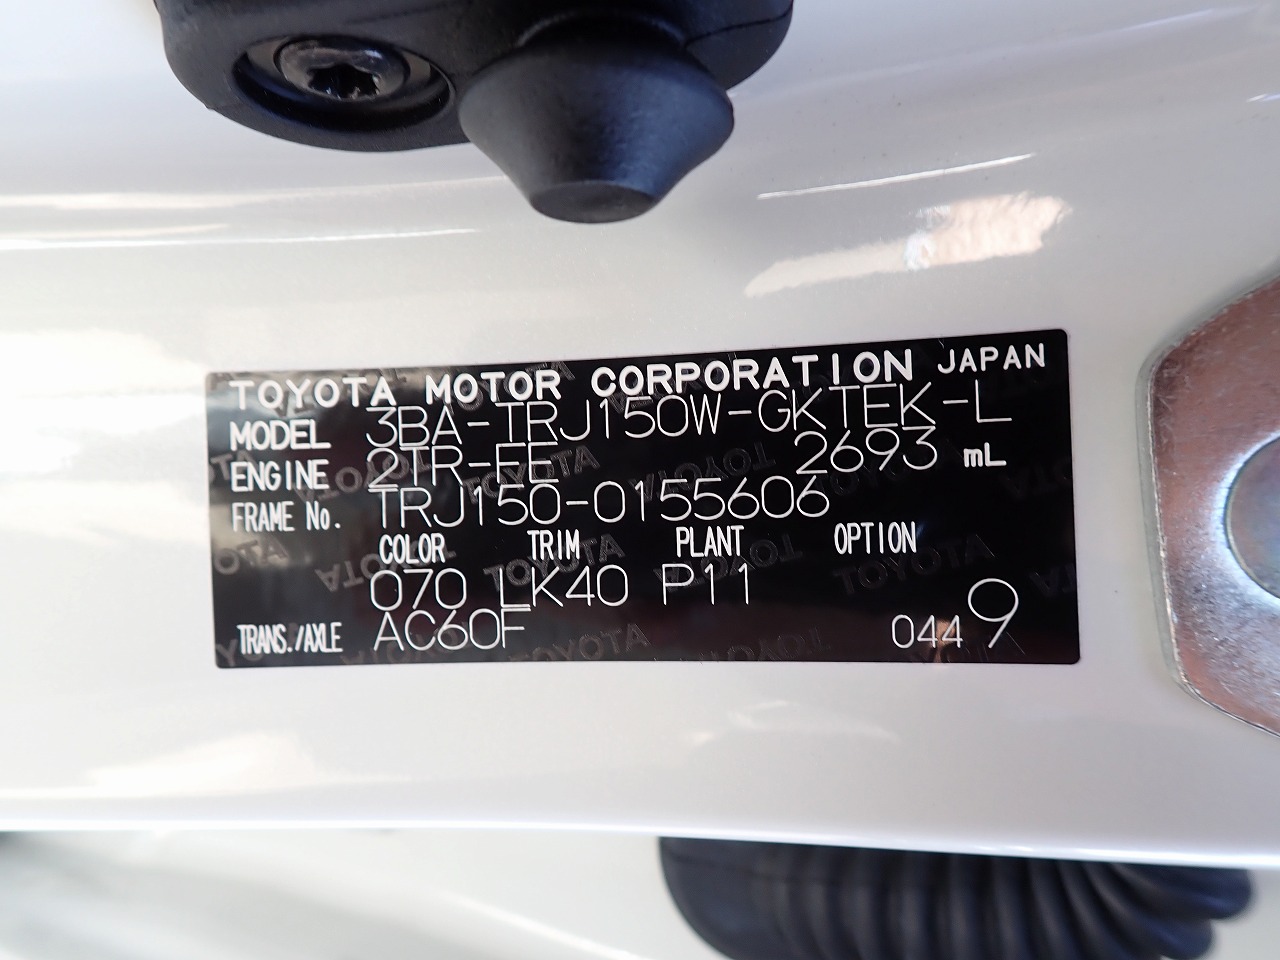 TOYOTA MOTOR CORPORATION JAPAN
MODEL 3BA-TRJ150W-GKTEK-L
ENGINE 2TR-FE 2693 mL
FRAME No. TRJ150-0155606
COLOR TRIM PLANT OPTION
070 LK40 P11
TRANS./AXLE AC60F 0449